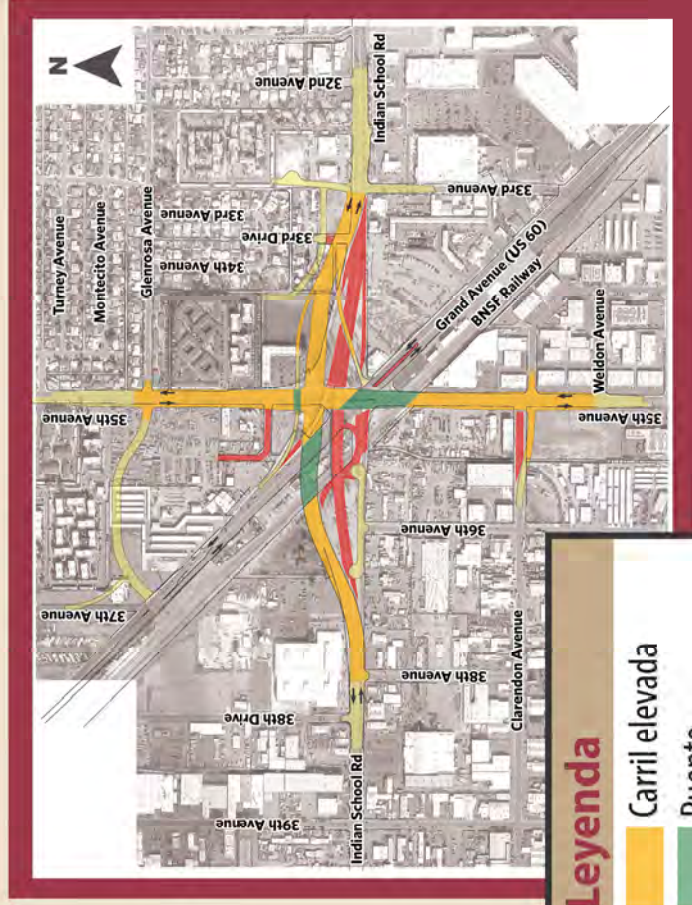 N
Turney Avenue
Montecito Avenue
Glenrosa Avenue
32nd Avenue
Indian School Rd
33rd Avenue
33rd Drive
34th Avenue
33rd Avenue
Grand Avenue (US 60)
BNSF Railway
35th Avenue
Weldon Avenue
35th Avenue
37th Avenue
36th Avenue
38th Drive
38th Avenue
Clarendon Avenue
39th Avenue
Indian School Rd
Leyenda
Carril elevada
Puente